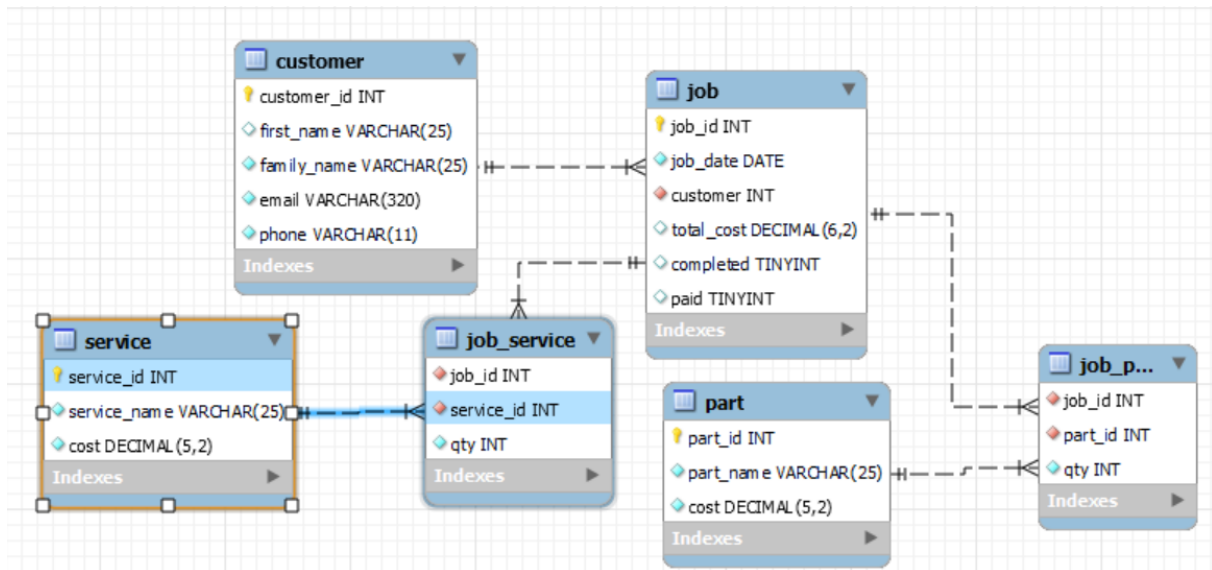 customer
customer_id INT
first_name VARCHAR(25)
family_name VARCHAR(25)
email VARCHAR(320)
phone VARCHAR(11)
Indexes
job
job_id INT
job_date DATE
customer INT
total_cost DECIMAL(6,2)
completed TINYINT
paid TINYINT
Indexes
service
service_id INT
service_name VARCHAR(25)
cost DECIMAL(5,2)
Indexes
job_service
job_id INT
service_id INT
qty INT
Indexes
part
part_id INT
part_name VARCHAR(25)
cost DECIMAL(5,2)
Indexes
job_p...
job_id INT
part_id INT
qty INT
Indexes